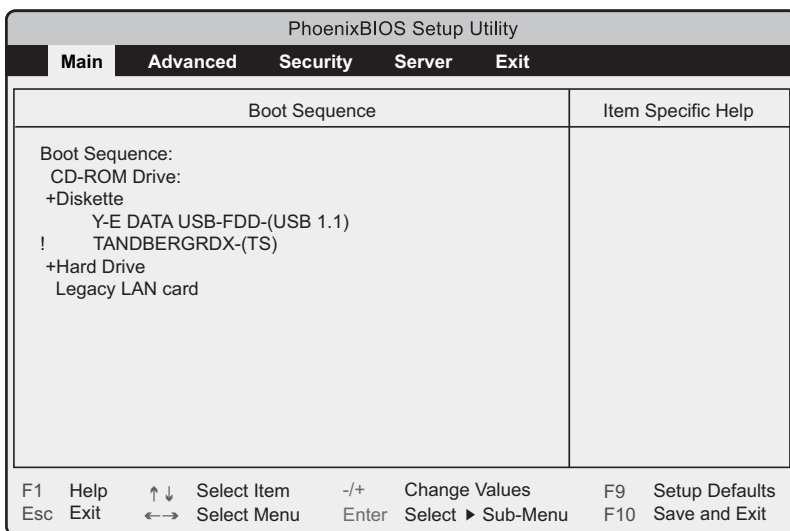 PhoenixBIOS Setup Utility
Main Advanced Security Server Exit
Boot Sequence
Item Specific Help
Boot Sequence:
CD-ROM Drive:
+Diskette
Y-E DATA USB-FDD-(USB 1.1)
! TANDBERGRDX-(TS)
+Hard Drive
Legacy LAN card
F1 Help ↑↓ Select Item -/+ Change Values F9 Setup Defaults
Esc Exit ←→ Select Menu Enter Select ▶ Sub-Menu F10 Save and Exit